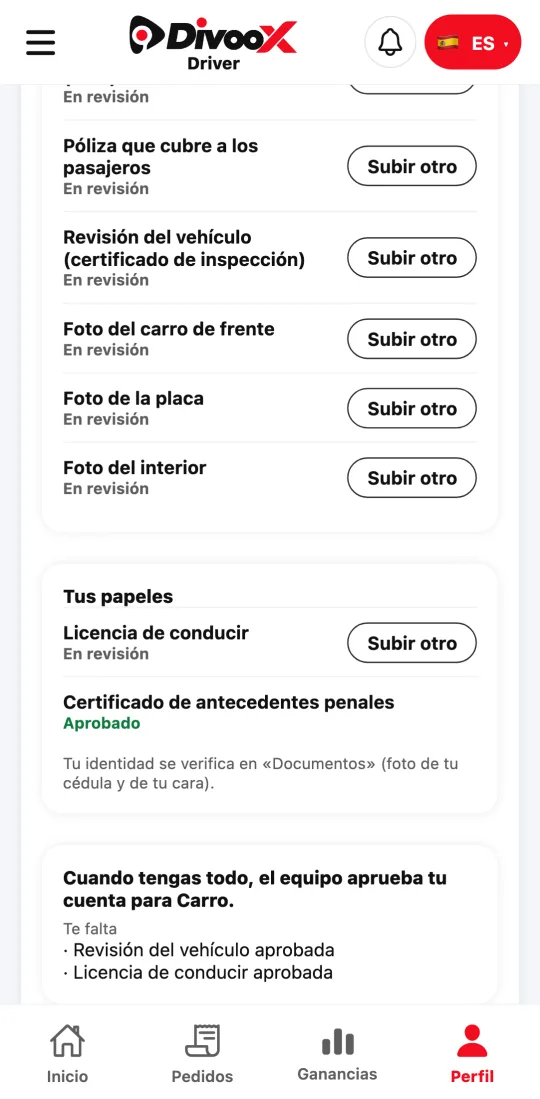 DivooX
Driver
ES
En revisión
Póliza que cubre a los
pasajeros
En revisión
Subir otro
Revisión del vehículo
(certificado de inspección)
En revisión
Subir otro
Foto del carro de frente
En revisión
Subir otro
Foto de la placa
En revisión
Subir otro
Foto del interior
En revisión
Subir otro
Tus papeles
Licencia de conducir
En revisión
Subir otro
Certificado de antecedentes penales
Aprobado
Tu identidad se verifica en «Documentos» (foto de tu
cédula y de tu cara).
Cuando tengas todo, el equipo aprueba tu
cuenta para Carro.
Te falta
· Revisión del vehículo aprobada
· Licencia de conducir aprobada
Inicio
Pedidos
Ganancias
Perfil